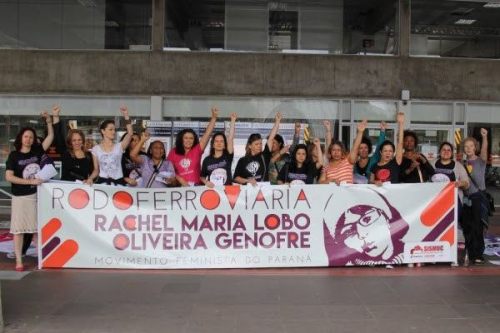 RODOFERROVIÁRIA
RACHEL MARIA LOBO
OLIVEIRA GENOFRE
MOVIMENTO FEMINISTA DO PARANÁ
SISMUC